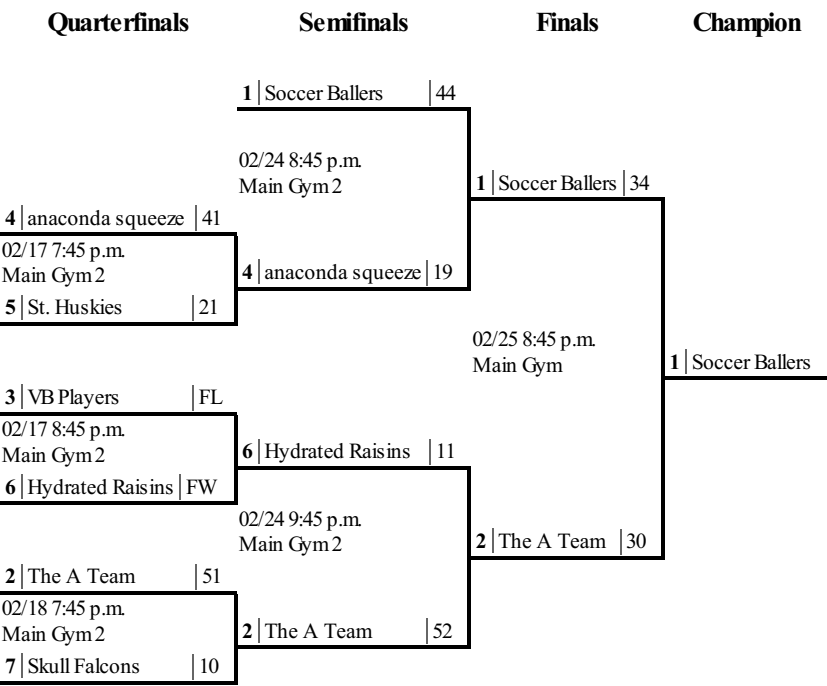 Quarterfinals Semifinals Finals Champion
1 Soccer Ballers 44
02/24 8:45 p.m.
Main Gym 2
1 Soccer Ballers 34
4 anaconda squeeze 41
02/17 7:45 p.m.
Main Gym 2
4 anaconda squeeze 19
5 St. Huskies 21
02/25 8:45 p.m.
Main Gym
1 Soccer Ballers
3 VB Players FL
02/17 8:45 p.m.
Main Gym 2
6 Hydrated Raisins 11
6 Hydrated Raisins FW
02/24 9:45 p.m.
Main Gym 2
2 The A Team 30
2 The A Team 51
02/18 7:45 p.m.
Main Gym 2
2 The A Team 52
7 Skull Falcons 10